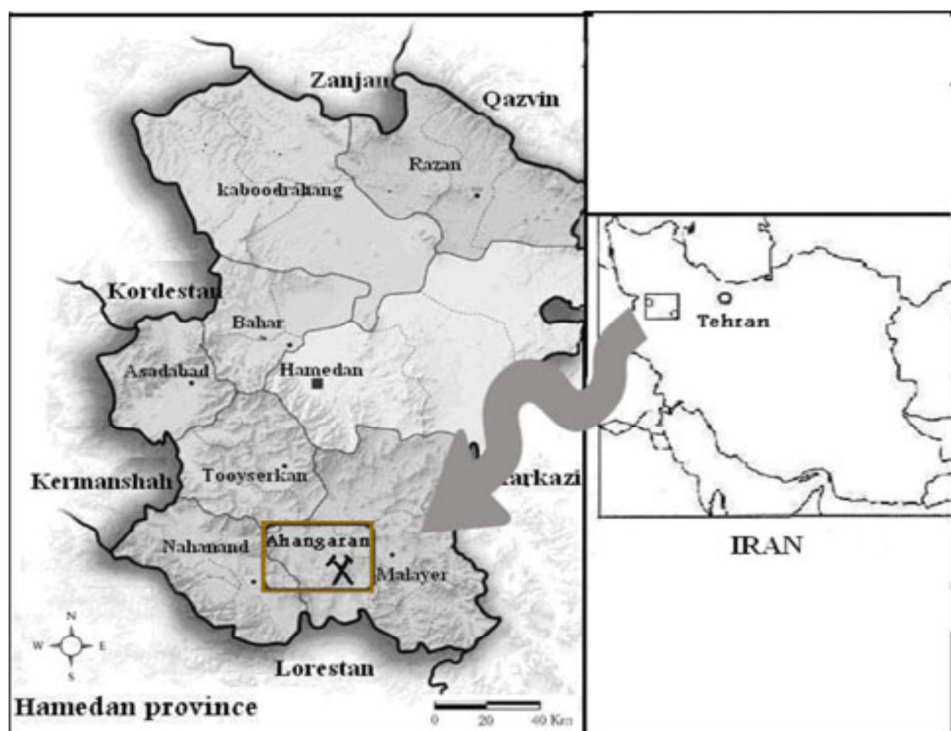 Zanjan
Qazvin
Razan
kaboodrahang
Kordestan
Bahar
Tehran
Asadabad
Hamedan
Kermanshah
Tooyserkan
arkazi
Ahangaran
Nahanand
Malayer
IRAN
N
W E
S
Lorestan
Hamedan province
0 20 40 Km